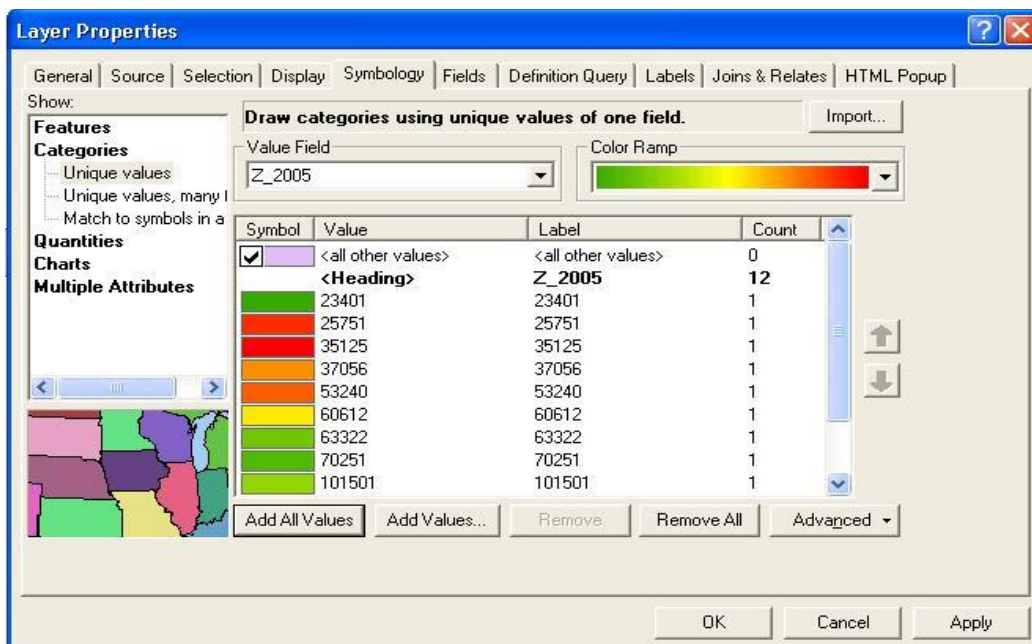 Layer Properties
General Source Selection Display Symbology Fields Definition Query Labels Joins & Relates HTML Popup
Show:
Features
Categories
Unique values
Unique values, many
Match to symbols in a
Quantities
Charts
Multiple Attributes
Draw categories using unique values of one field.
Import...
Value Field
Z_2005
Color Ramp
Symbol Value Label Count
<all other values> <all other values> 0
<Heading> Z_2005 12
23401 23401 1
25751 25751 1
35125 35125 1
37056 37056 1
53240 53240 1
60612 60612 1
63322 63322 1
70251 70251 1
101501 101501 1
Add All Values Add Values... Remove Remove All Advanced
OK Cancel Apply